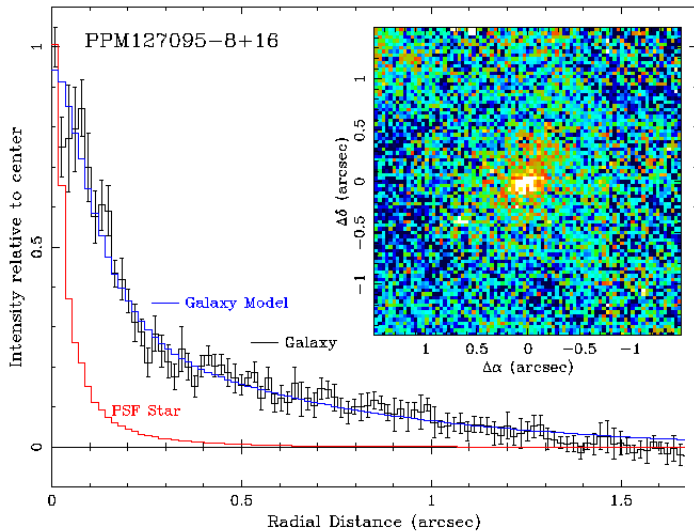 PPM127095-8+16
Intensity relative to center
1
0.5
0
Galaxy Model
Galaxy
PSF Star
0 0.5 1 1.5
Radial Distance (arcsec)
Δδ (arcsec)
1
0.5
0
−0.5
−1
1 0.5 0 −0.5 −1
Δα (arcsec)